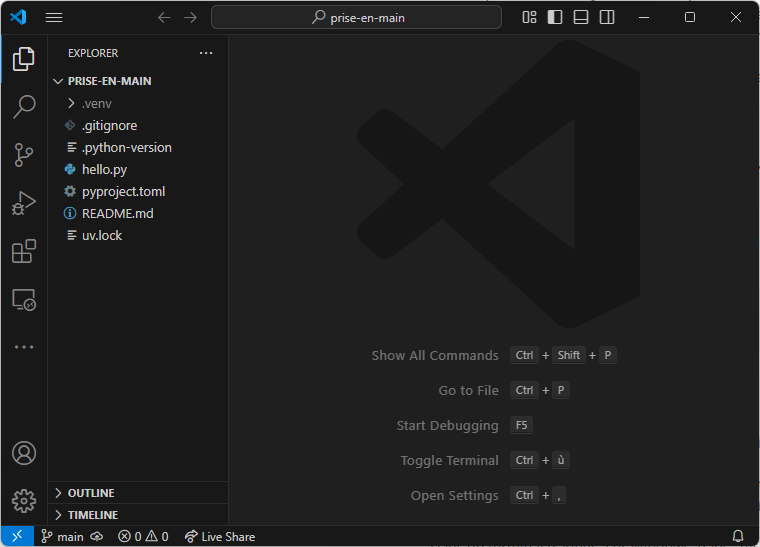 prise-en-main
EXPLORER
PRISE-EN-MAIN
.venv
.gitignore
.python-version
hello.py
pyproject.toml
README.md
uv.lock
Show All Commands Ctrl + Shift + P
Go to File Ctrl + P
Start Debugging F5
Toggle Terminal Ctrl + ù
Open Settings Ctrl + ,
OUTLINE
TIMELINE
main 0 0 Live Share